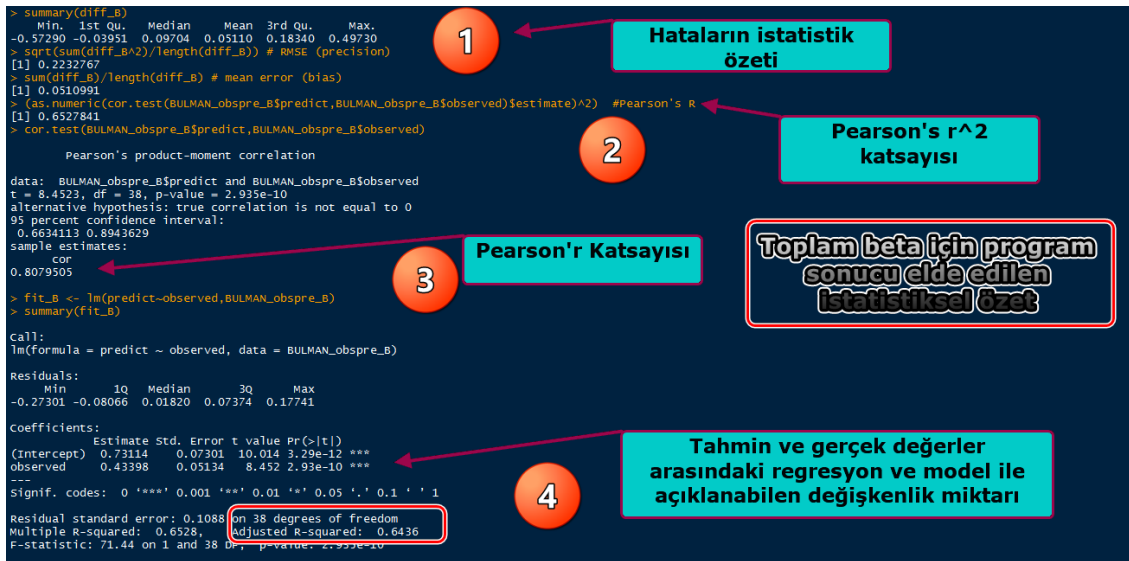 > summary(diff_B)
Min. 1st Qu. Median Mean 3rd Qu. Max.
-0.57290 -0.03951 0.09704 0.05110 0.18340 0.49730
> sqrt(sum(diff_B^2)/length(diff_B)) # RMSE (precision)
[1] 0.2232767
> sum(diff_B)/length(diff_B) # mean error (bias)
[1] 0.0510991
> (as.numeric(cor.test(BULMAN_obspre_B$predict,BULMAN_obspre_B$observed)$estimate)^2) #Pearson's R
[1] 0.6527841
> cor.test(BULMAN_obspre_B$predict,BULMAN_obspre_B$observed)
Pearson's product-moment correlation
data: BULMAN_obspre_B$predict and BULMAN_obspre_B$observed
t = 8.4523, df = 38, p-value = 2.935e-10
alternative hypothesis: true correlation is not equal to 0
95 percent confidence interval:
0.6634113 0.8943629
sample estimates:
cor
0.8079505
> fit_B <- lm(predict~observed,BULMAN_obspre_B)
> summary(fit_B)
Call:
lm(formula = predict ~ observed, data = BULMAN_obspre_B)
Residuals:
Min 1Q Median 3Q Max
-0.27301 -0.08066 0.01820 0.07374 0.17741
Coefficients:
Estimate Std. Error t value Pr(>|t|)
(Intercept) 0.73114 0.07301 10.014 3.29e-12 ***
observed 0.43398 0.05134 8.452 2.93e-10 ***
---
Signif. codes: 0 ‘***’ 0.001 ‘**’ 0.01 ‘*’ 0.05 ‘.’ 0.1 ‘ ’ 1
Residual standard error: 0.1088 on 38 degrees of freedom
Multiple R-squared: 0.6528, Adjusted R-squared: 0.6436
F-statistic: 71.44 on 1 and 38 DF, p-value: 2.935e-10
1
Hataların istatistik
özeti
2
Pearson's r^2
katsayısı
3
Pearson'r Katsayısı
Toplam beta için program
sonucu elde edilen
istatistiksel özet
4
Tahmin ve gerçek değerler
arasındaki regresyon ve model ile
açıklanabilen değişkenlik miktarı